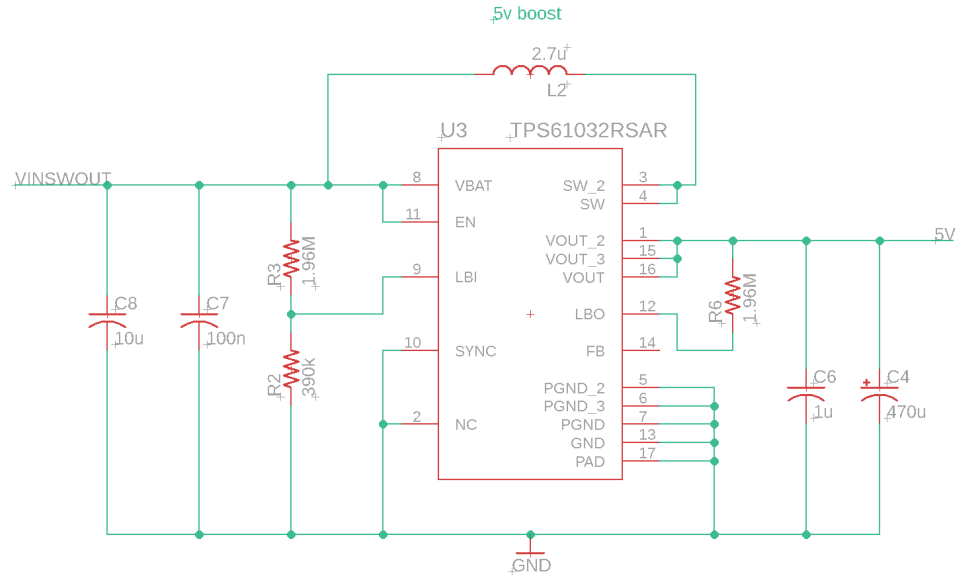 5v boost
2.7u
L2
U3 TPS61032RSAR
VINSWOUT
8 VBAT SW_2 3
SW 4
11 EN
VOUT_2 1 5V
VOUT_3 15
9 LBI VOUT 16
R3 1.96M
R6 1.96M
C8 C7 LBO 12
10u 100n
10 SYNC FB 14
R2 390k
PGND_2 5 C6 C4
PGND_3 6
1u 470u
2 NC PGND 7
GND 13
PAD 17
GND